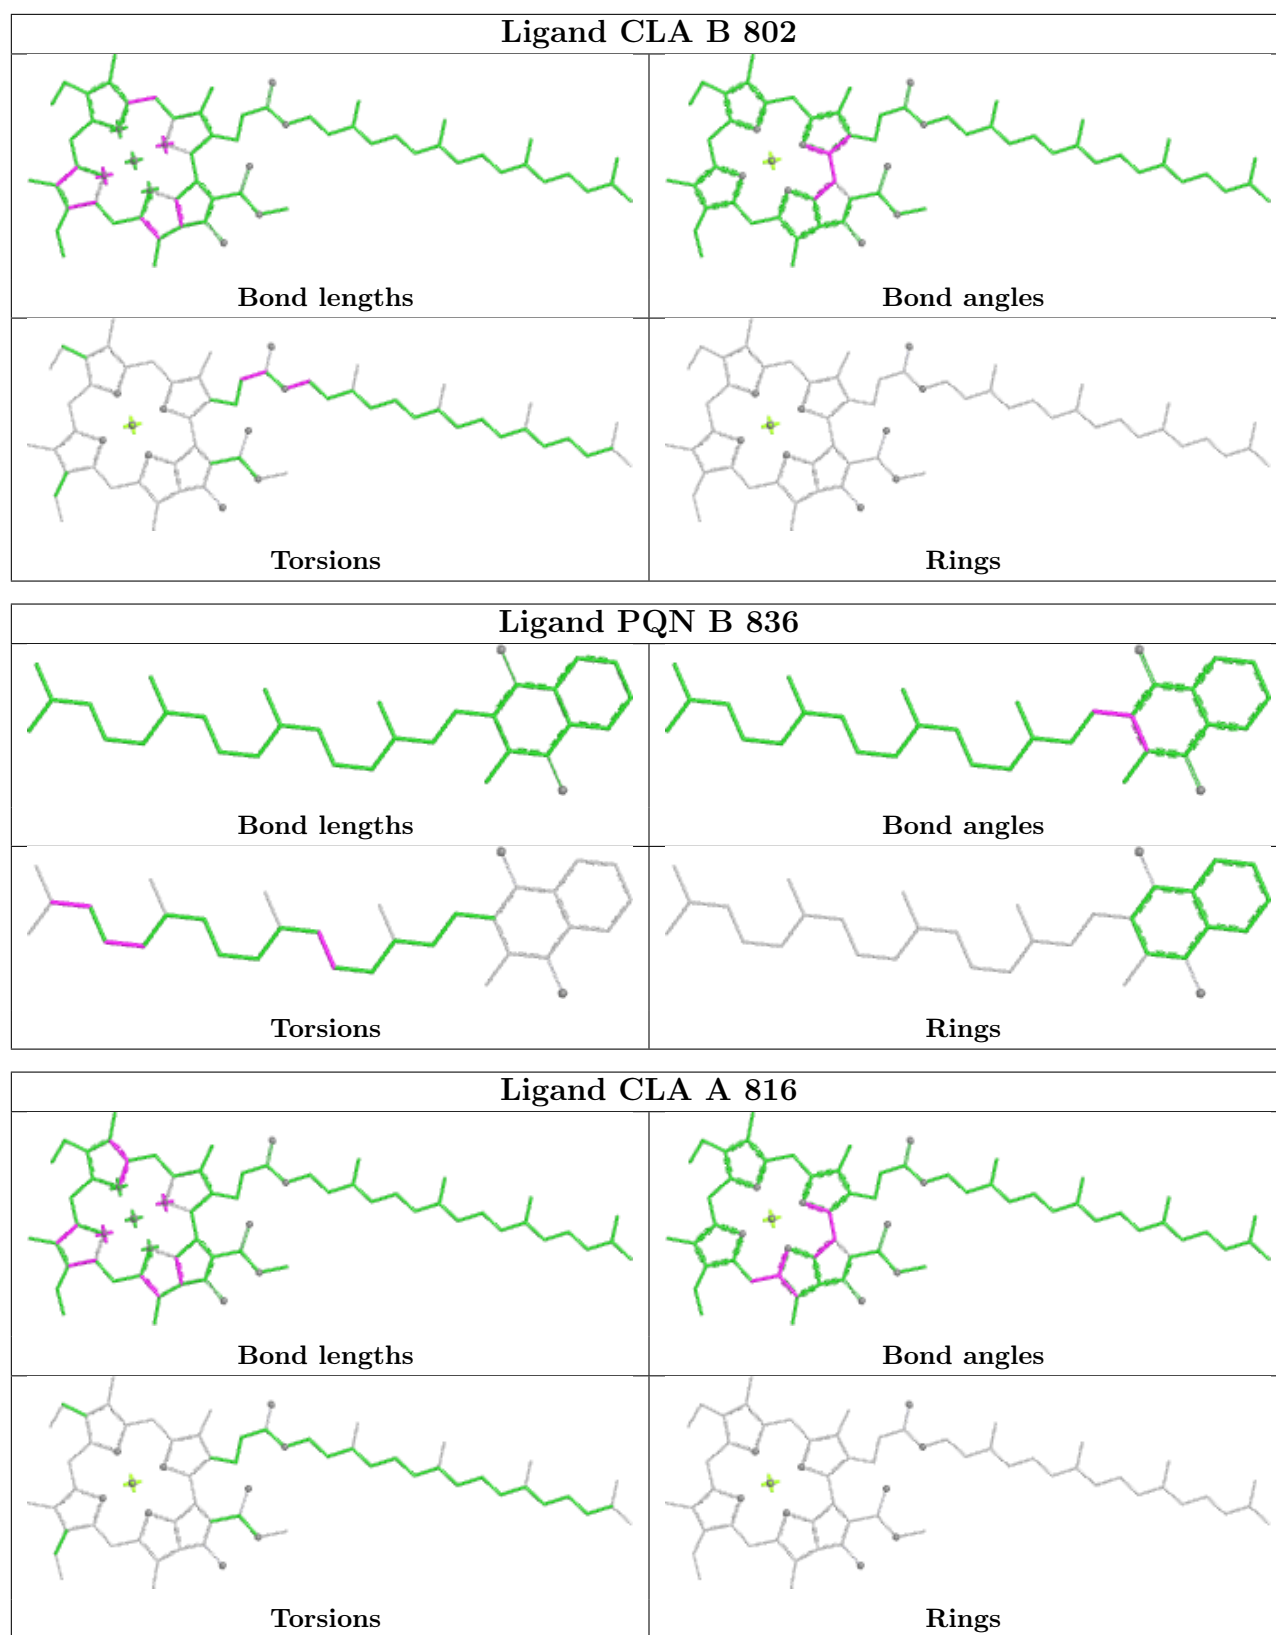 Ligand CLA B 802
Bond lengths
Bond angles
Torsions
Rings
Ligand PQN B 836
Bond lengths
Bond angles
Torsions
Rings
Ligand CLA A 816
Bond lengths
Bond angles
Torsions
Rings